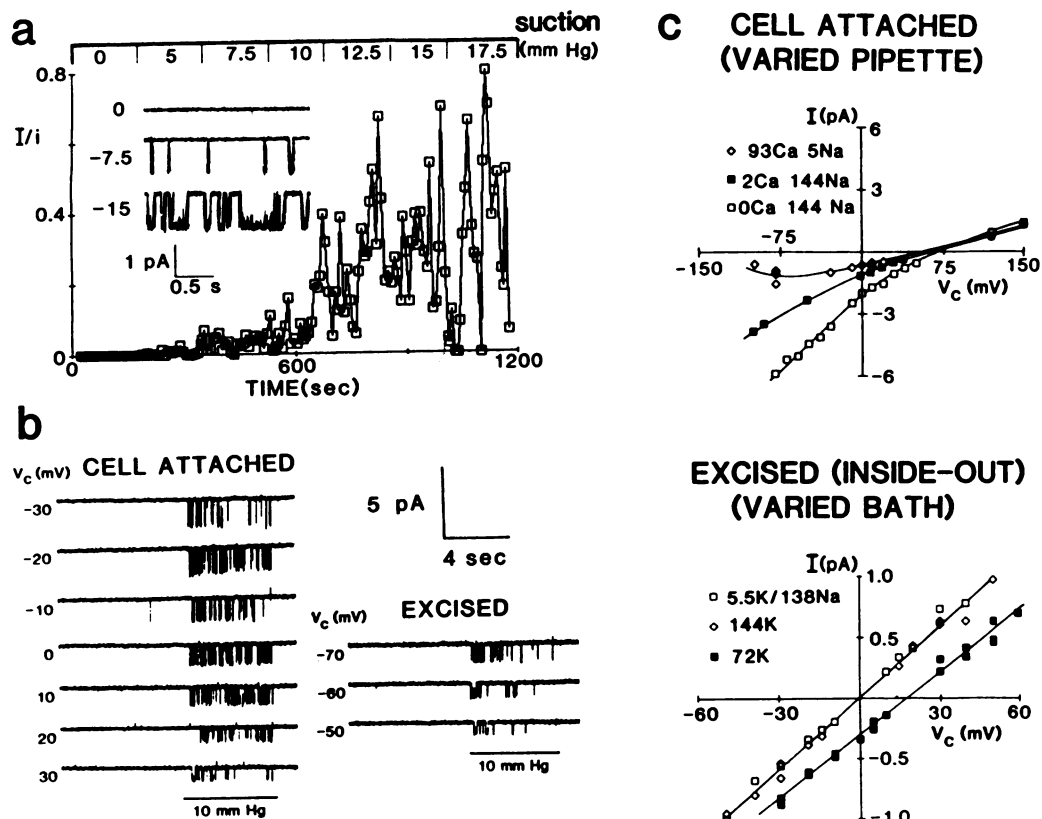 a
suction
0 5 7.5 10 12.5 15 17.5 (mm Hg)
0.8
I/i
0.4
0
0
-7.5
-15
1 pA
0.5 s
600
1200
TIME(sec)
b
Vc (mV) CELL ATTACHED
-30
-20
-10
0
10
20
30
10 mm Hg
5 pA
4 sec
Vc (mV) EXCISED
-70
-60
-50
10 mm Hg
c CELL ATTACHED
(VARIED PIPETTE)
I(pA)
6
93Ca 5Na
2Ca 144Na
3
0Ca 144 Na
-75
-150
75
150
Vc (mV)
-3
-6
EXCISED (INSIDE-OUT)
(VARIED BATH)
I(pA)
1.0
5.5K/138Na
144K
0.5
72K
-60
-30
30
60
Vc (mV)
-0.5
-1.0